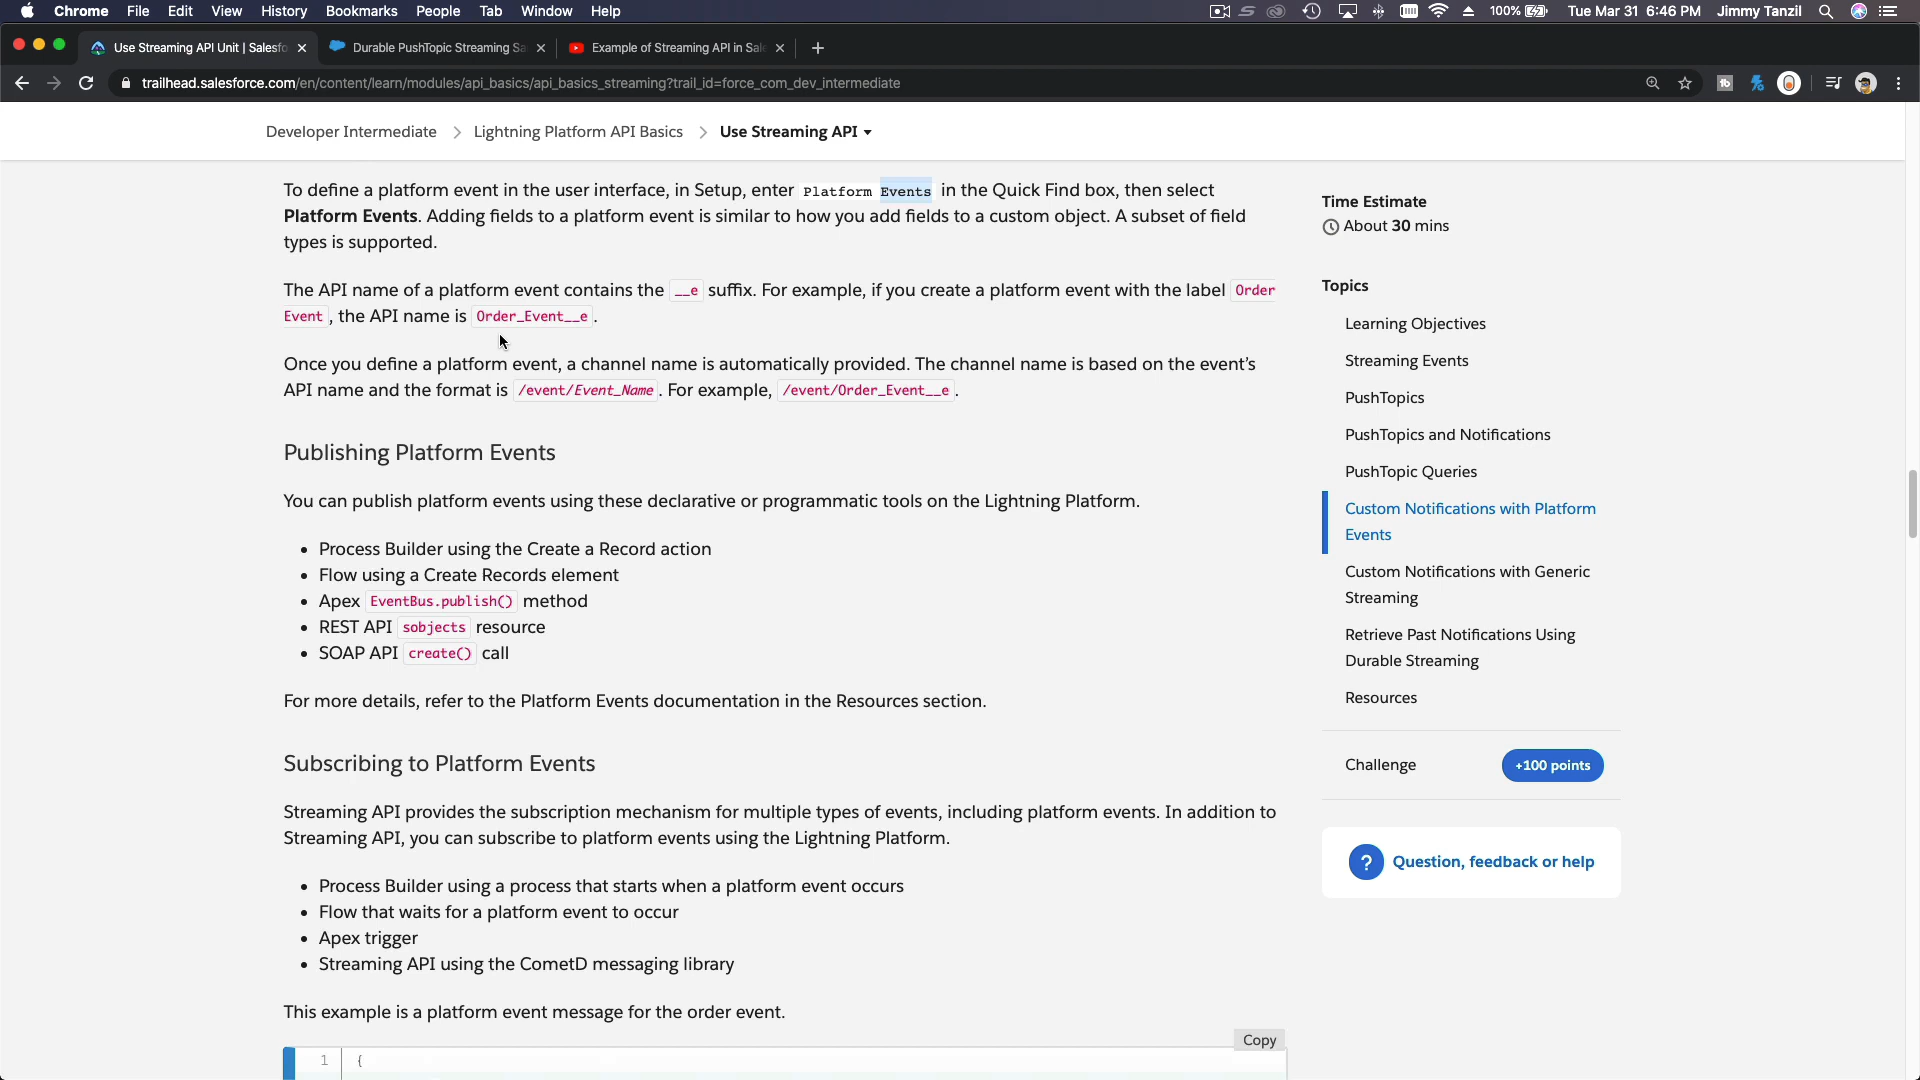 Chrome File Edit View History Bookmarks People Tab Window Help 100% Tue Mar 31 6:46 PM Jimmy Tanzil
Use Streaming API Unit | Salesfo Durable PushTopic Streaming Sa Example of Streaming API in Sal
trailhead.salesforce.com/en/content/learn/modules/api_basics/api_basics_streaming?trail_id=force_com_dev_intermediate
Developer Intermediate > Lightning Platform API Basics > Use Streaming API
To define a platform event in the user interface, in Setup, enter Platform Events in the Quick Find box, then select
Platform Events. Adding fields to a platform event is similar to how you add fields to a custom object. A subset of field
types is supported.
The API name of a platform event contains the __e suffix. For example, if you create a platform event with the label Order
Event, the API name is Order_Event__e.
Once you define a platform event, a channel name is automatically provided. The channel name is based on the event’s
API name and the format is /event/Event_Name. For example, /event/Order_Event__e.
Publishing Platform Events
You can publish platform events using these declarative or programmatic tools on the Lightning Platform.
• Process Builder using the Create a Record action
• Flow using a Create Records element
• Apex EventBus.publish() method
• REST API sobjects resource
• SOAP API create() call
For more details, refer to the Platform Events documentation in the Resources section.
Subscribing to Platform Events
Streaming API provides the subscription mechanism for multiple types of events, including platform events. In addition to
Streaming API, you can subscribe to platform events using the Lightning Platform.
• Process Builder using a process that starts when a platform event occurs
• Flow that waits for a platform event to occur
• Apex trigger
• Streaming API using the CometD messaging library
This example is a platform event message for the order event.
Copy
1 {
Time Estimate
About 30 mins
Topics
Learning Objectives
Streaming Events
PushTopics
PushTopics and Notifications
PushTopic Queries
Custom Notifications with Platform
Events
Custom Notifications with Generic
Streaming
Retrieve Past Notifications Using
Durable Streaming
Resources
Challenge +100 points
? Question, feedback or help